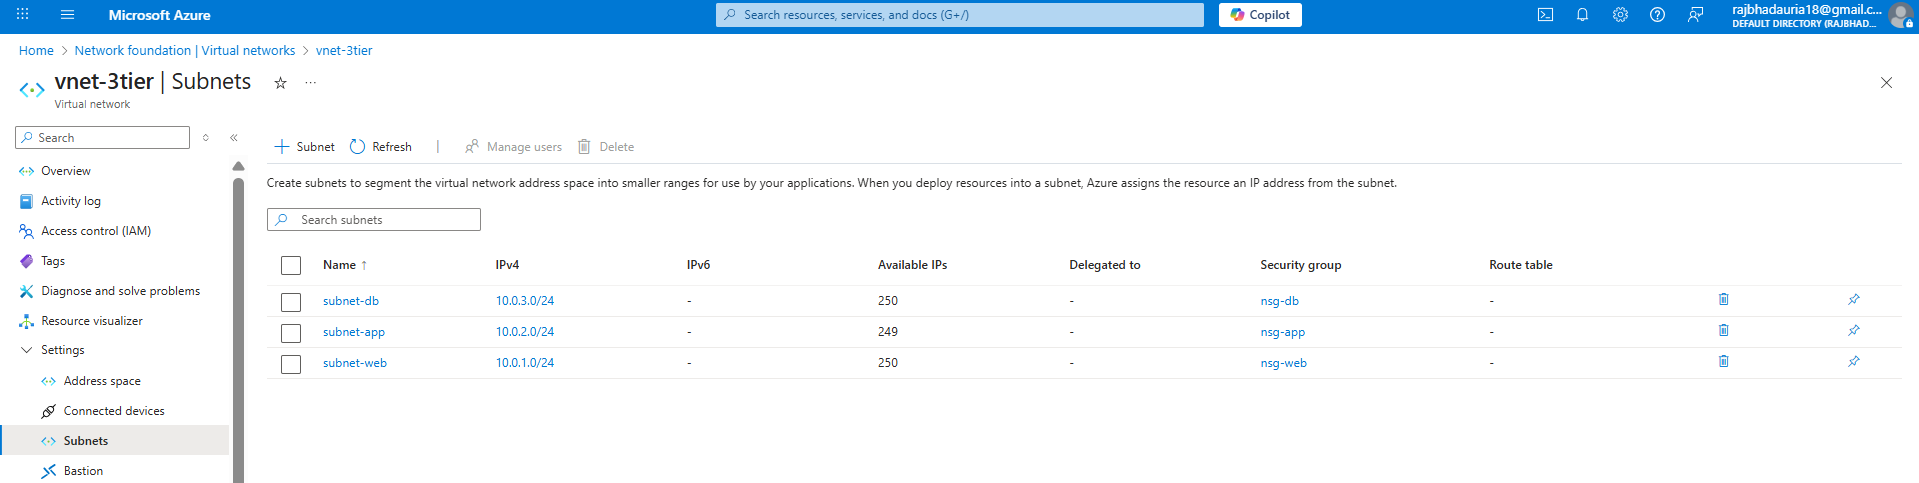 Microsoft Azure
Search resources, services, and docs (G+/)
Copilot
rajbhadauria18@gmail.c...
DEFAULT DIRECTORY (RAJBHAD...
Home > Network foundation | Virtual networks > vnet-3tier
vnet-3tier | Subnets
Virtual network
Search
Overview
Activity log
Access control (IAM)
Tags
Diagnose and solve problems
Resource visualizer
Settings
Address space
Connected devices
Subnets
Bastion
+ Subnet Refresh | Manage users Delete
Create subnets to segment the virtual network address space into smaller ranges for use by your applications. When you deploy resources into a subnet, Azure assigns the resource an IP address from the subnet.
Search subnets
Name ↑ IPv4 IPv6 Available IPs Delegated to Security group Route table
subnet-db 10.0.3.0/24 - 250 - nsg-db -
subnet-app 10.0.2.0/24 - 249 - nsg-app -
subnet-web 10.0.1.0/24 - 250 - nsg-web -